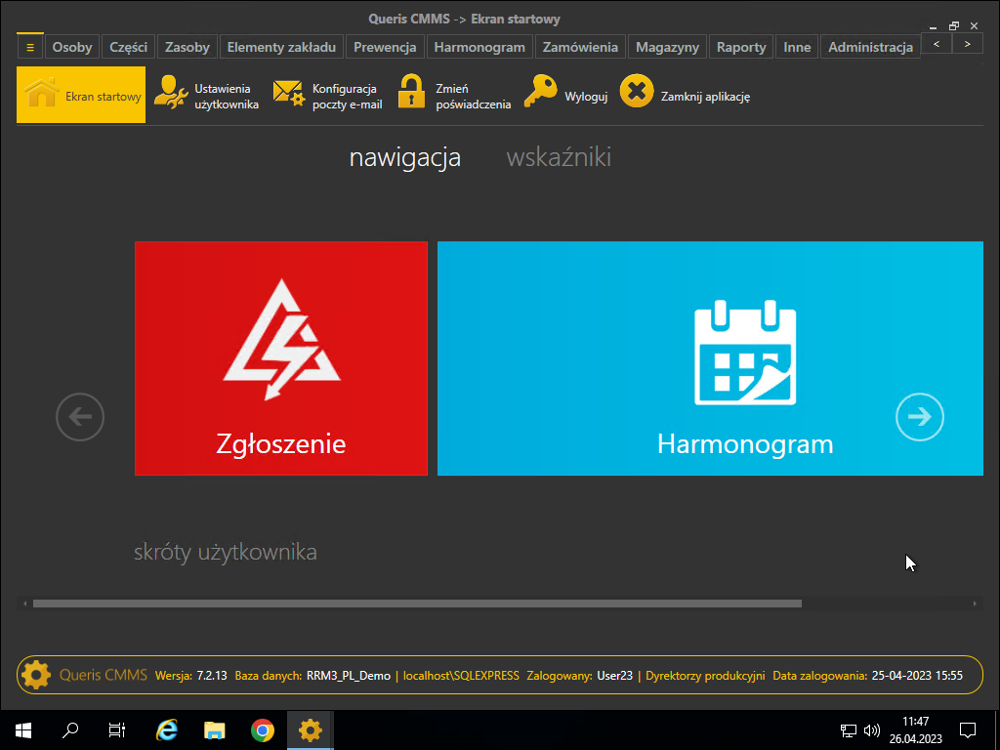 Queris CMMS -> Ekran startowy
≡ Osoby Części Zasoby Elementy zakładu Prewencja Harmonogram Zamówienia Magazyny Raporty Inne Administracja < >
Ekran startowy
Ustawienia
użytkownika
Konfiguracja
poczty e-mail
Zmień
poświadczenia
Wyloguj
Zamknij aplikację
nawigacja wskaźniki
Zgłoszenie
Harmonogram
skróty użytkownika
Queris CMMS Wersja: 7.2.13 Baza danych: RRM3_PL_Demo | localhost\SQLEXPRESS Zalogowany: User23 | Dyrektorzy produkcyjni Data zalogowania: 25-04-2023 15:55
11:47
26.04.2023